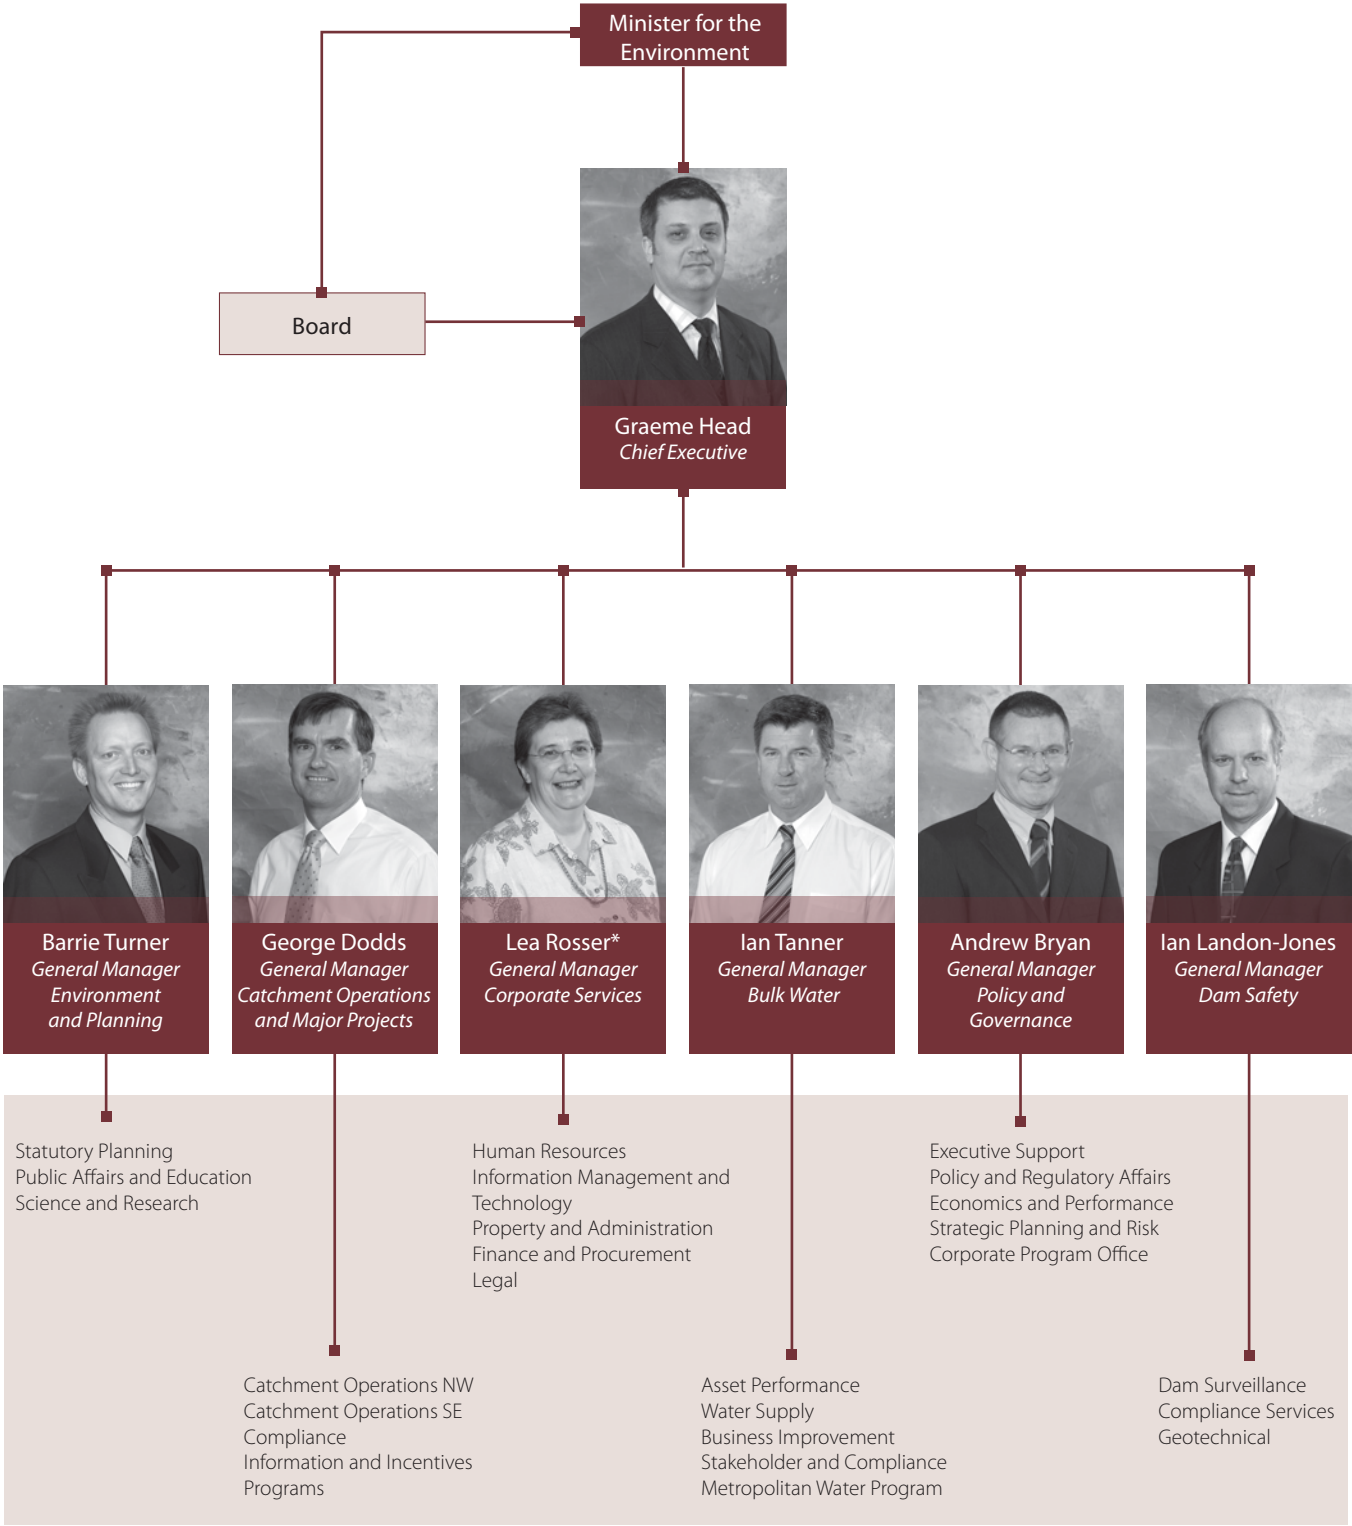 Minister for the
Environment
Board
Graeme Head
Chief Executive
Barrie Turner
General Manager
Environment
and Planning
George Dodds
General Manager
Catchment Operations
and Major Projects
Lea Rosser*
General Manager
Corporate Services
Ian Tanner
General Manager
Bulk Water
Andrew Bryan
General Manager
Policy and
Governance
Ian Landon-Jones
General Manager
Dam Safety
Statutory Planning
Public Affairs and Education
Science and Research
Human Resources
Information Management and
Technology
Property and Administration
Finance and Procurement
Legal
Executive Support
Policy and Regulatory Affairs
Economics and Performance
Strategic Planning and Risk
Corporate Program Office
Catchment Operations NW
Catchment Operations SE
Compliance
Information and Incentives
Programs
Asset Performance
Water Supply
Business Improvement
Stakeholder and Compliance
Metropolitan Water Program
Dam Surveillance
Compliance Services
Geotechnical